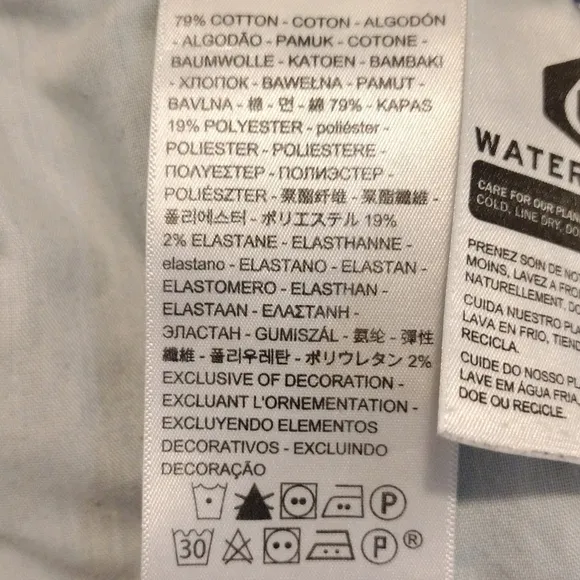 79% COTTON - COTON - ALGODÓN
- ALGODÃO - PAMUK - COTONE -
BAUMWOLLE - KATOEN - BAMBAKI
- ХЛОПОК - BAWEŁNA - PAMUT -
BAVLNA - 棉 - 면 - 綿 79% - KAPAS
19% POLYESTER - poliéster -
POLIESTER - POLIESTERE -
ΠΟΛΥΕΣΤΕΡ - ПОЛИЭСТЕР -
POLIÉSZTER - 聚酯纤维 - 聚酯纖維 -
폴리에스터 - ポリエステル 19%
2% ELASTANE - ELASTHANNE -
elastano - ELASTANO - ELASTAN -
ELASTOMERO - ELASTHAN -
ELASTAAN - ΕΛΑΣΤΑΝΗ -
ЭЛАСТАН - GUMISZÁL - 氨纶 - 彈性
纖維 - 폴리우레탄 - ポリウレタン 2%
EXCLUSIVE OF DECORATION -
EXCLUANT L'ORNEMENTATION -
EXCLUYENDO ELEMENTOS
DECORATIVOS - EXCLUINDO
DECORAÇÃO
P
30 P ®
WATER
CARE FOR OUR PLAN
COLD, LINE DRY, DO
PRENEZ SOIN DE NO
MOINS, LAVEZ A FRO
NATURELLEMENT, D
CUIDA NUESTRO PLA
LAVA EN FRIO, TIEND
RECICLA.
CUIDE DO NOSSO PL
LAVE EM ÁGUA FRIA,
DOE OU RECICLE.